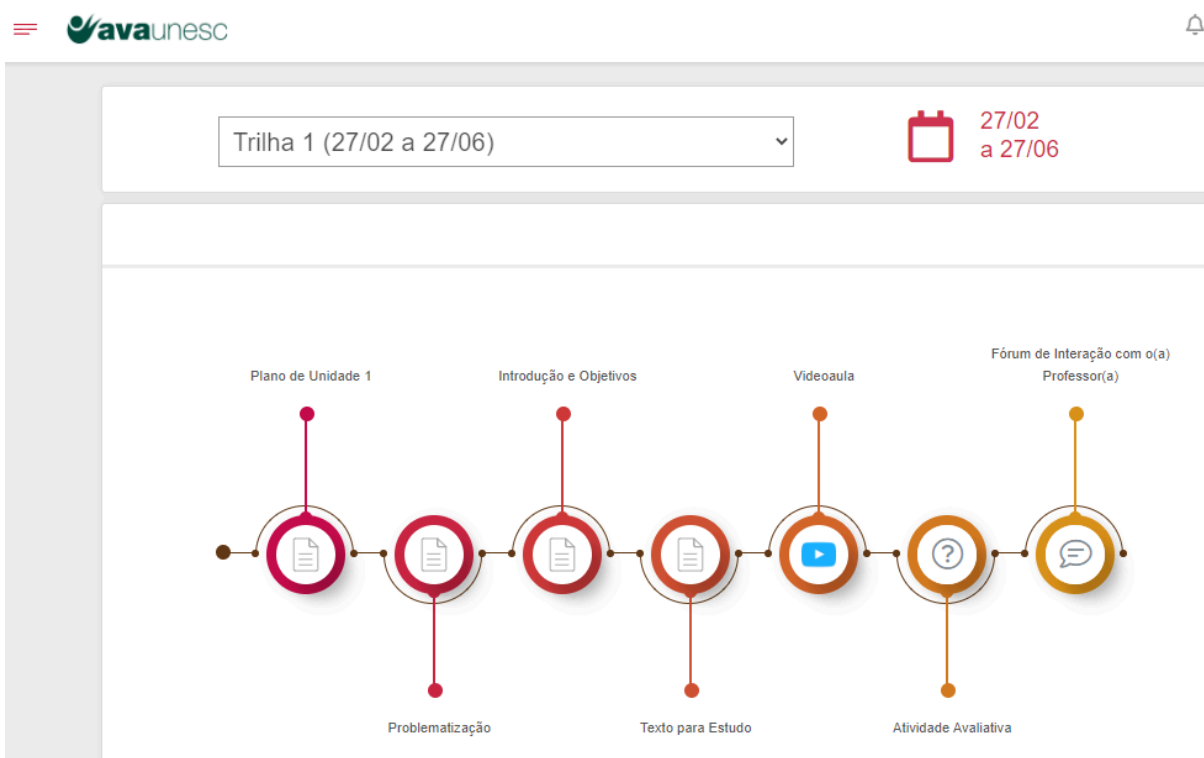 avaunesc
Trilha 1 (27/02 a 27/06)
27/02
a 27/06
Fórum de Interação com o(a)
Professor(a)
Plano de Unidade 1
Introdução e Objetivos
Videoaula
Problematização
Texto para Estudo
Atividade Avaliativa